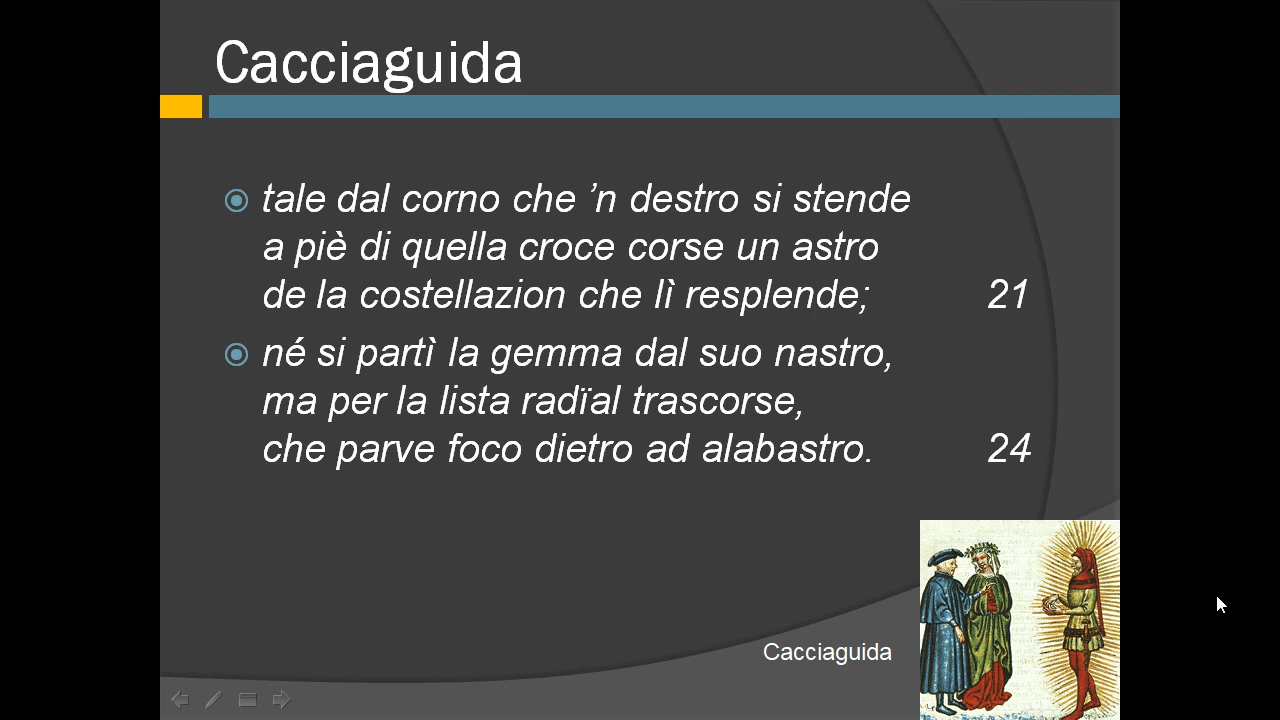 Cacciaguida
tale dal corno che ’n destro si stende
a piè di quella croce corse un astro
de la costellazion che lì resplende; 21
né si partì la gemma dal suo nastro,
ma per la lista radïal trascorse,
che parve foco dietro ad alabastro. 24
Cacciaguida